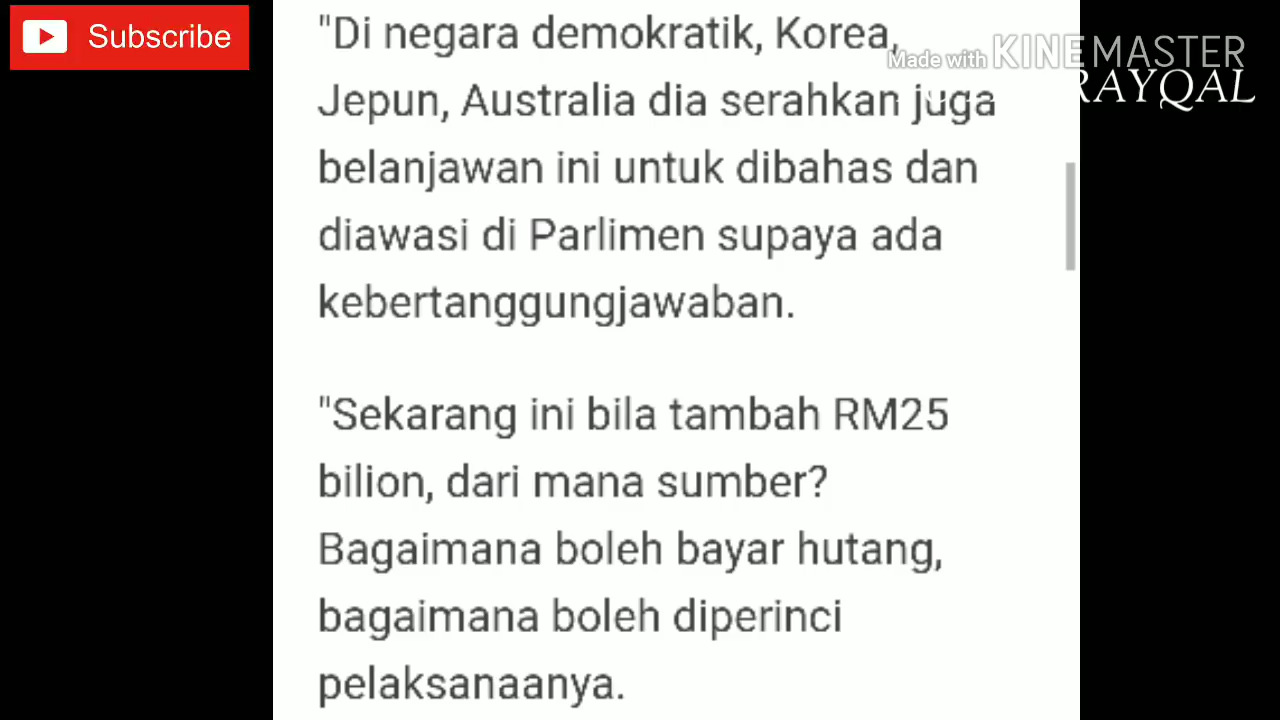 Subscribe
"Di negara demokratik, Korea,
Made with KINEMASTER
RAYQAL
Jepun, Australia dia serahkan juga
belanjawan ini untuk dibahas dan
diawasi di Parlimen supaya ada
kebertanggungjawaban.
"Sekarang ini bila tambah RM25
bilion, dari mana sumber?
Bagaimana boleh bayar hutang,
bagaimana boleh diperinci
pelaksanaanya.